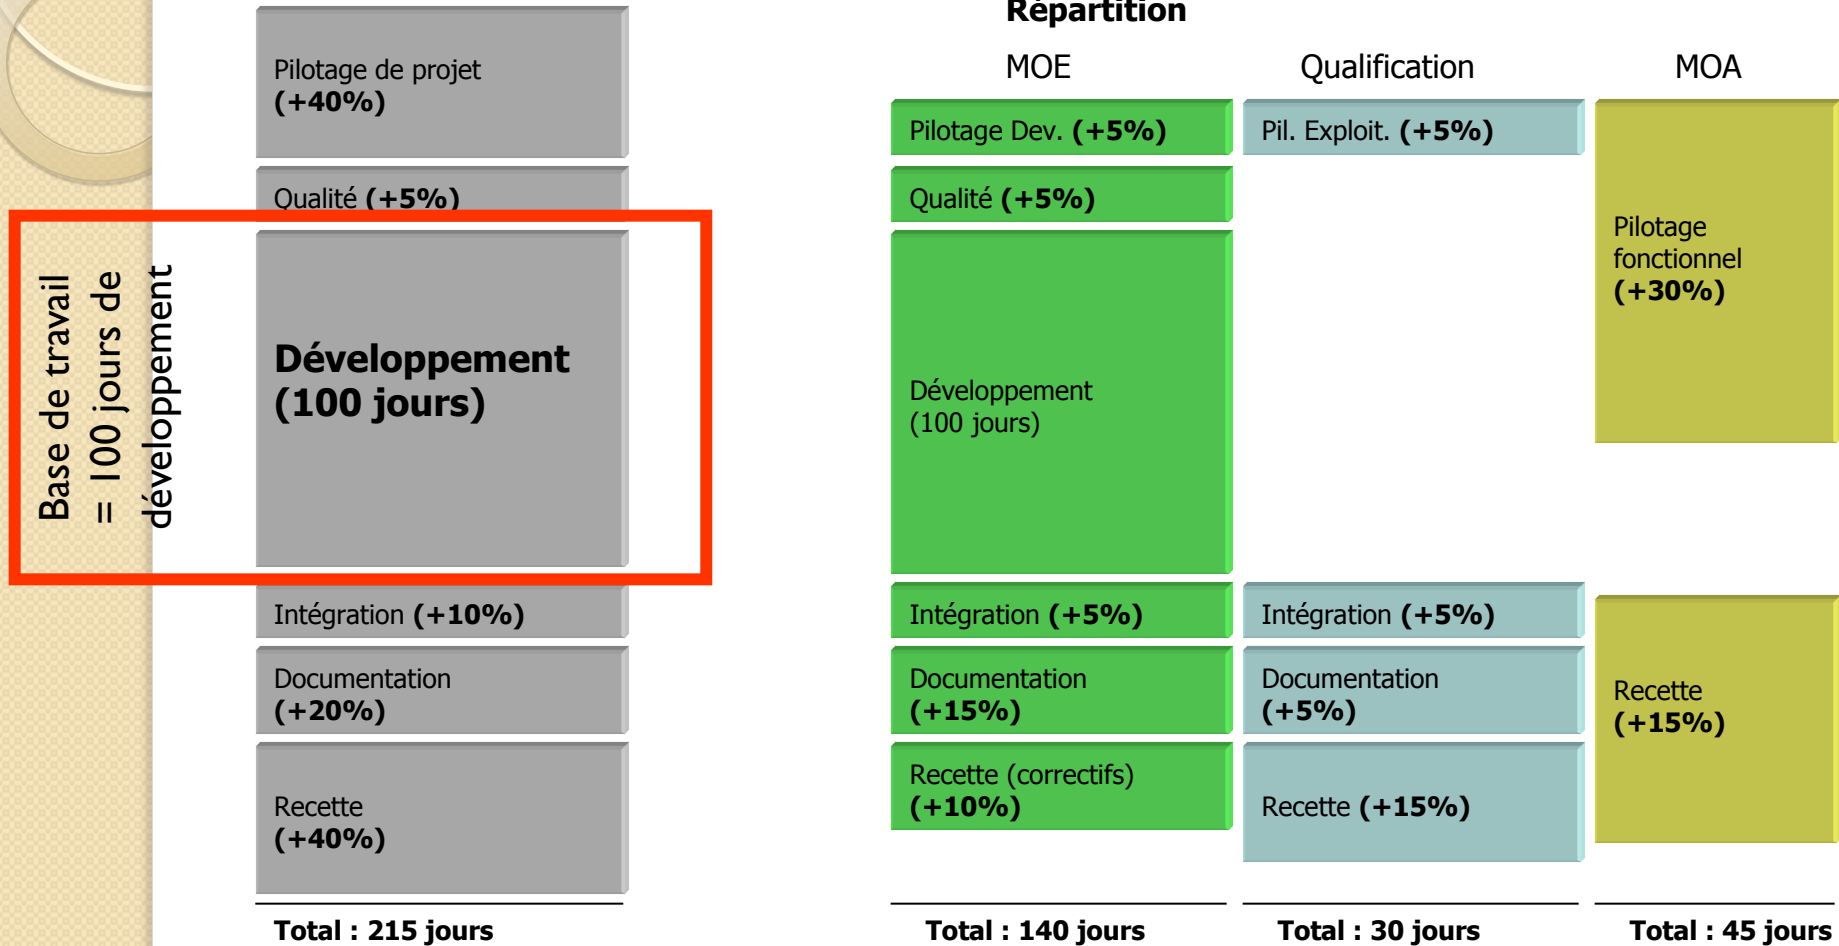 Répartition
MOE
Qualification
MOA
Pilotage de projet
(+40%)
Qualité (+5%)
Base de travail
= 100 jours de
développement
Développement
(100 jours)
Intégration (+10%)
Documentation
(+20%)
Recette
(+40%)
Total : 215 jours
Pilotage Dev. (+5%)
Qualité (+5%)
Développement
(100 jours)
Intégration (+5%)
Documentation
(+15%)
Recette (correctifs)
(+10%)
Total : 140 jours
Pil. Exploit. (+5%)
Intégration (+5%)
Documentation
(+5%)
Recette (+15%)
Total : 30 jours
Pilotage
fonctionnel
(+30%)
Recette
(+15%)
Total : 45 jours